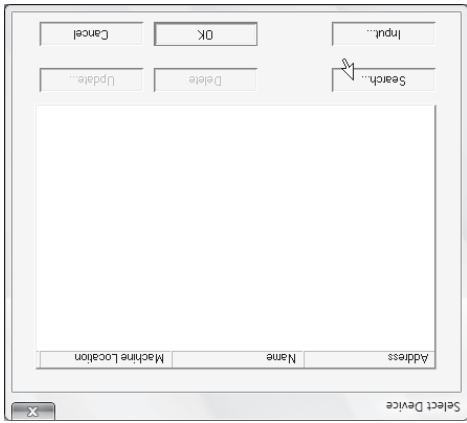 Select Device
Address Name Machine Location
Search... Delete Update...
Input... OK Cancel